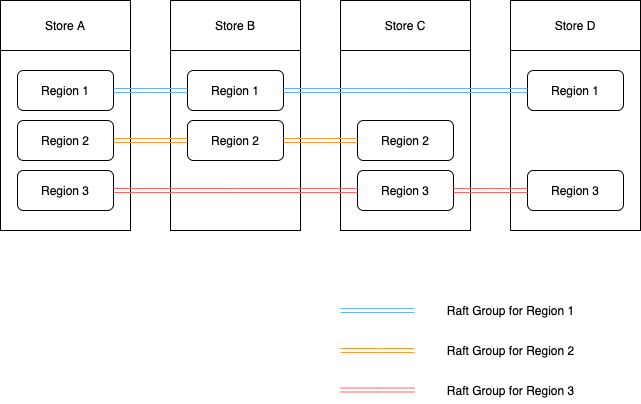 Store A
Store B
Store C
Store D
Region 1
Region 1
Region 1
Region 2
Region 2
Region 2
Region 3
Region 3
Region 3
Raft Group for Region 1
Raft Group for Region 2
Raft Group for Region 3